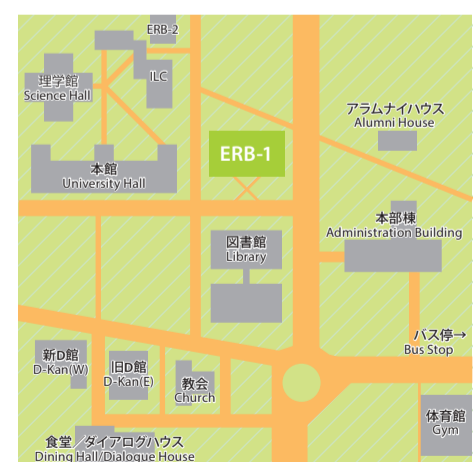 ERB-2
ILC
理学館
Science Hall
アラムナイハウス
Alumni House
ERB-1
本館
University Hall
本部棟
Administration Building
図書館
Library
バス停→
Bus Stop
新D館
D-Kan(W)
旧D館
D-Kan(E)
教会
Church
体育館
Gym
食堂／ダイアログハウス
Dining Hall/Dialogue House